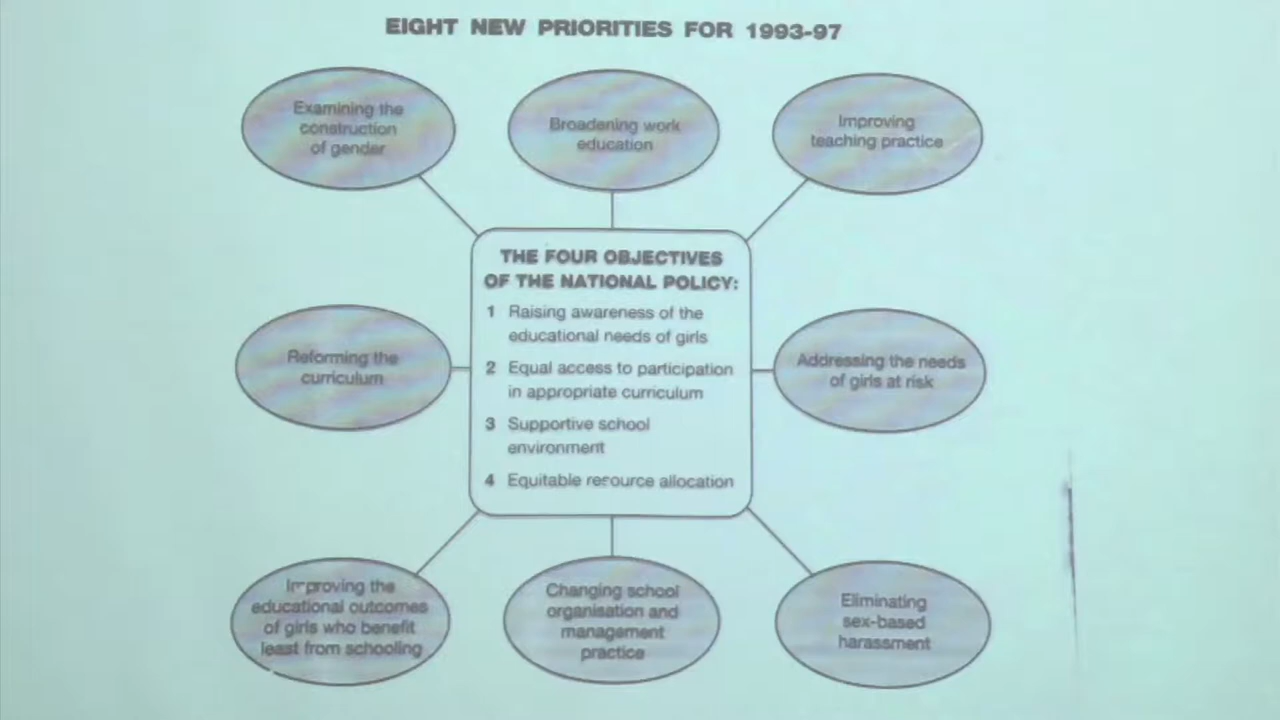 EIGHT NEW PRIORITIES FOR 1993-97
Examining the
construction
of gender
Broadening work
education
Improving
teaching practice
THE FOUR OBJECTIVES
OF THE NATIONAL POLICY:
1 Raising awareness of the
educational needs of girls
2 Equal access to participation
in appropriate curriculum
3 Supportive school
environment
4 Equitable resource allocation
Reforming the
curriculum
Addressing the needs
of girls at risk
Improving the
educational outcomes
of girls who benefit
least from schooling
Changing school
organisation and
management
practice
Eliminating
sex-based
harassment